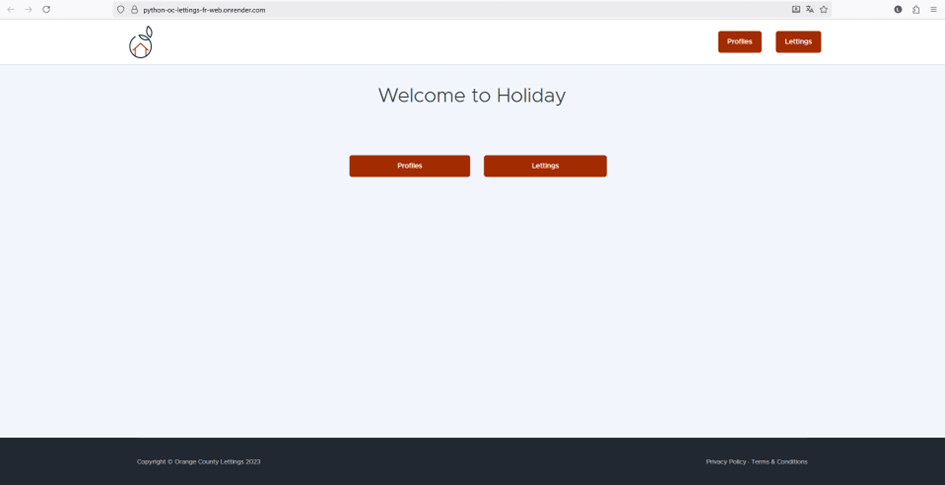 python-oc-lettings-fr-web.onrender.com
Profiles Lettings
Welcome to Holiday
Profiles Lettings
Copyright © Orange County Lettings 2023 Privacy Policy · Terms & Conditions